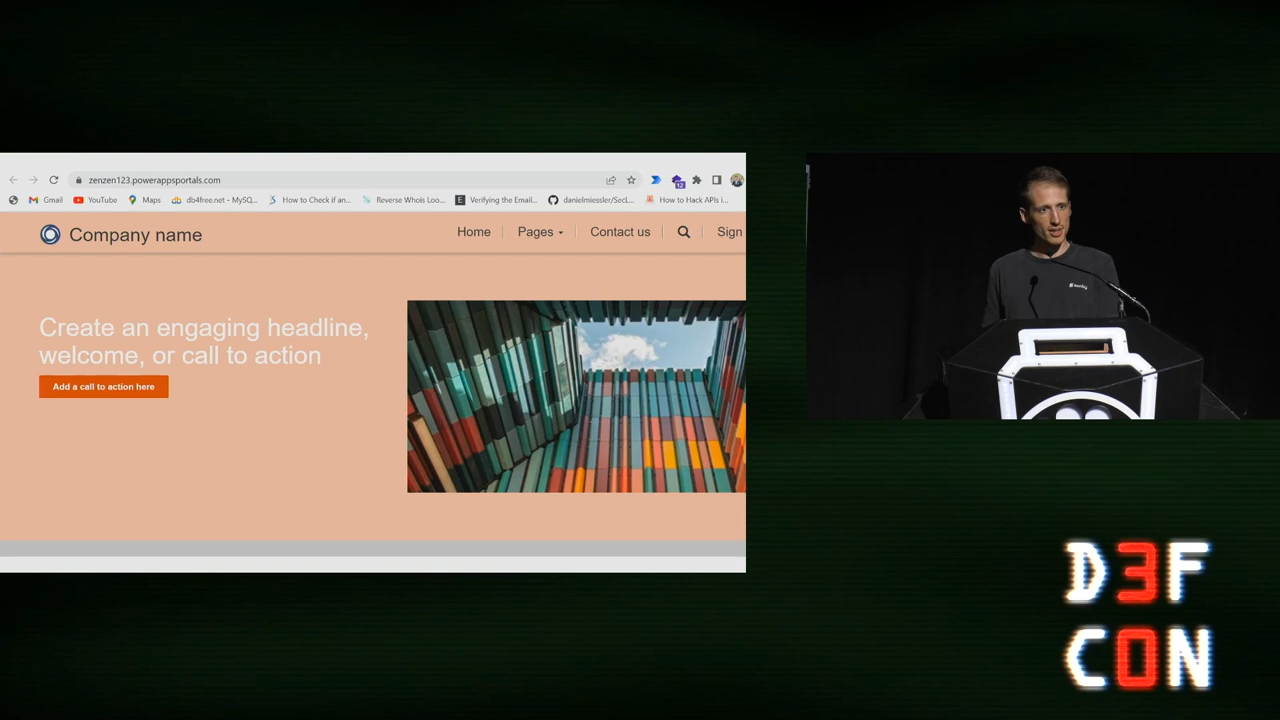 zenzen123.powerappsportals.com
12
Gmail
YouTube
Maps
db4free.net - MySQ...
How to Check if an...
Reverse Whois Loo...
Verifying the Email...
danielmiessler/SecL...
How to Hack APIs i...
Company name
Home
Pages
Contact us
Sign
Create an engaging headline,
welcome, or call to action
Add a call to action here
D3F
C0N